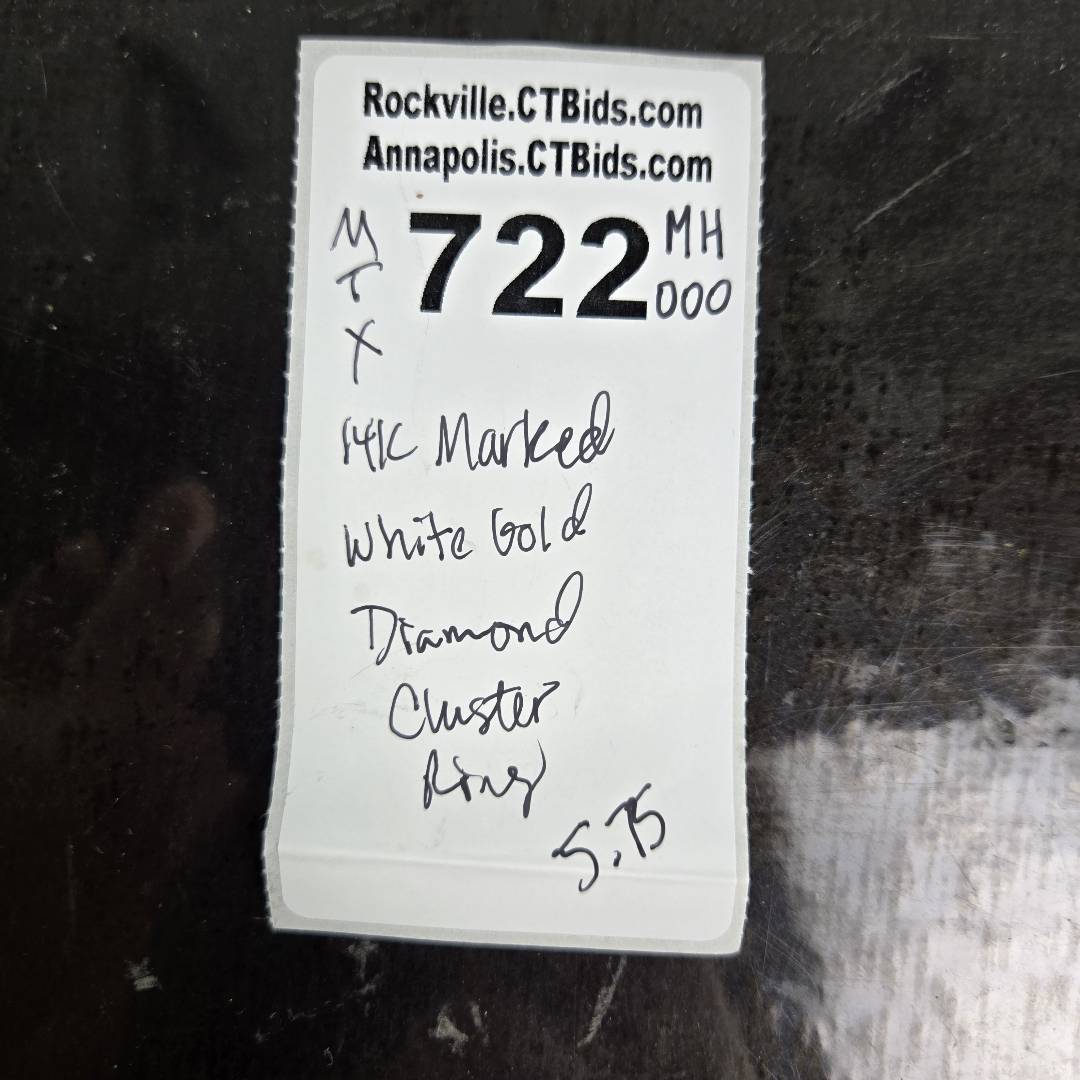 Rockville.CTBids.com
Annapolis.CTBids.com
M 722 MH
T 000
X
14K Marked
White Gold
Diamond
Cluster
Ring
5.75